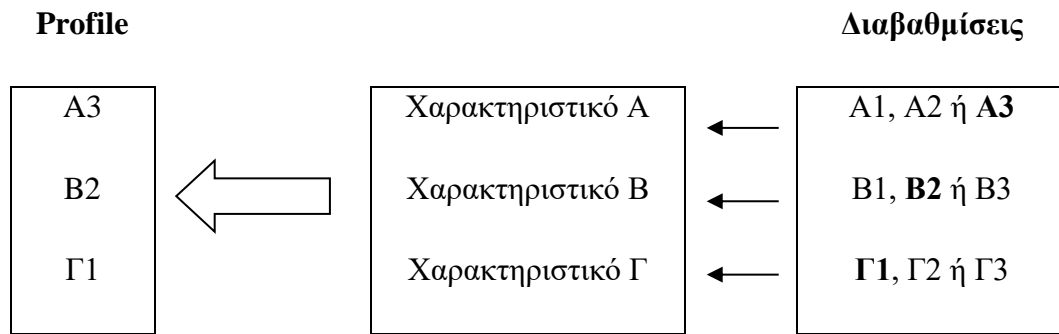 Profile Διαβαθμίσεις
Α3 Χαρακτηριστικό Α Α1, Α2 ή Α3
Β2 Χαρακτηριστικό Β Β1, Β2 ή Β3
Γ1 Χαρακτηριστικό Γ Γ1, Γ2 ή Γ3